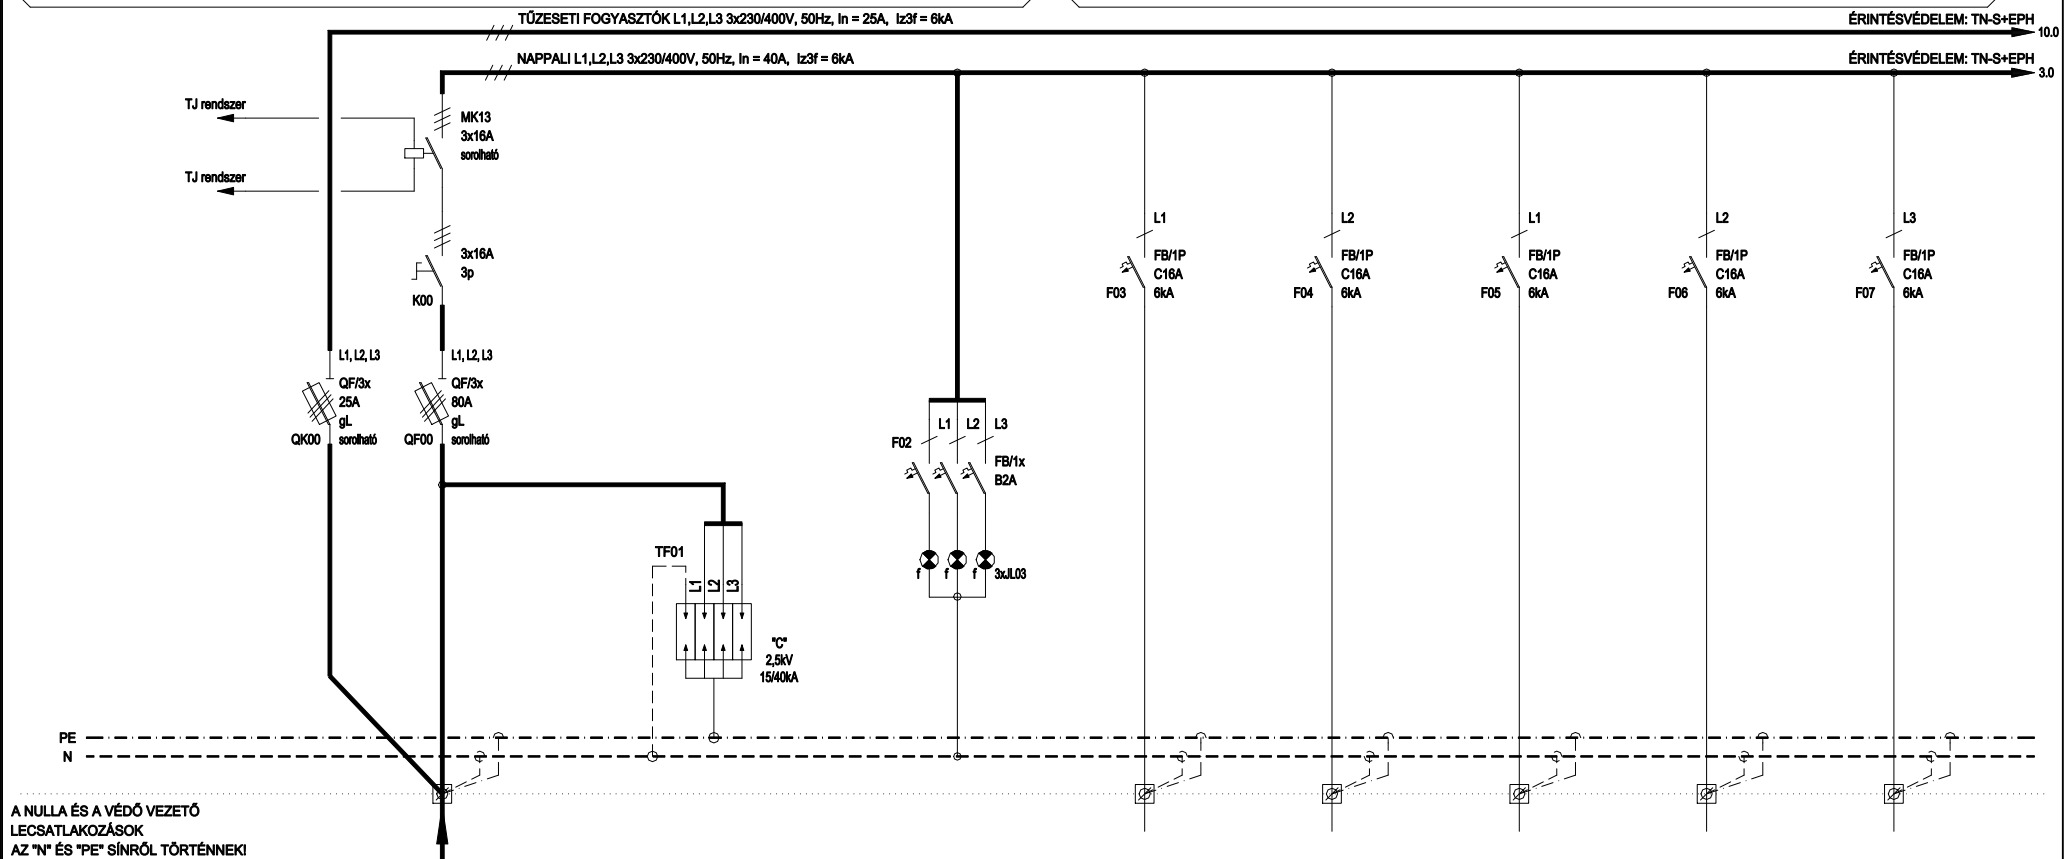 TŰZESETI FOGYASZTÓK L1,L2,L3 3x230/400V, 50Hz, In = 25A, Iz3f = 6kA
ÉRINTÉSVÉDELEM: TN-S+EPH
10.0
NAPPALI L1,L2,L3 3x230/400V, 50Hz, In = 40A, Iz3f = 6kA
ÉRINTÉSVÉDELEM: TN-S+EPH
3.0
TJ rendszer
MK13
3x16A
sorolható
TJ rendszer
3x16A
3p
K00
L1, L2, L3
QF/3x
25A
gL
QK00
sorolható
L1, L2, L3
QF/3x
80A
gL
QF00
sorolható
TF01
L1
L2
L3
"C"
2,5kV
15/40kA
F02
L1
L2
L3
FB/1x
B2A
f
f
f
3xJL03
L1
FB/1P
C16A
F03
6kA
L2
FB/1P
C16A
F04
6kA
L1
FB/1P
C16A
F05
6kA
L2
FB/1P
C16A
F06
6kA
L3
FB/1P
C16A
F07
6kA
PE
N
A NULLA ÉS A VÉDŐ VEZETŐ
LECSATLAKOZÁSOK
AZ "N" ÉS "PE" SÍNRŐL TÖRTÉNNEK!